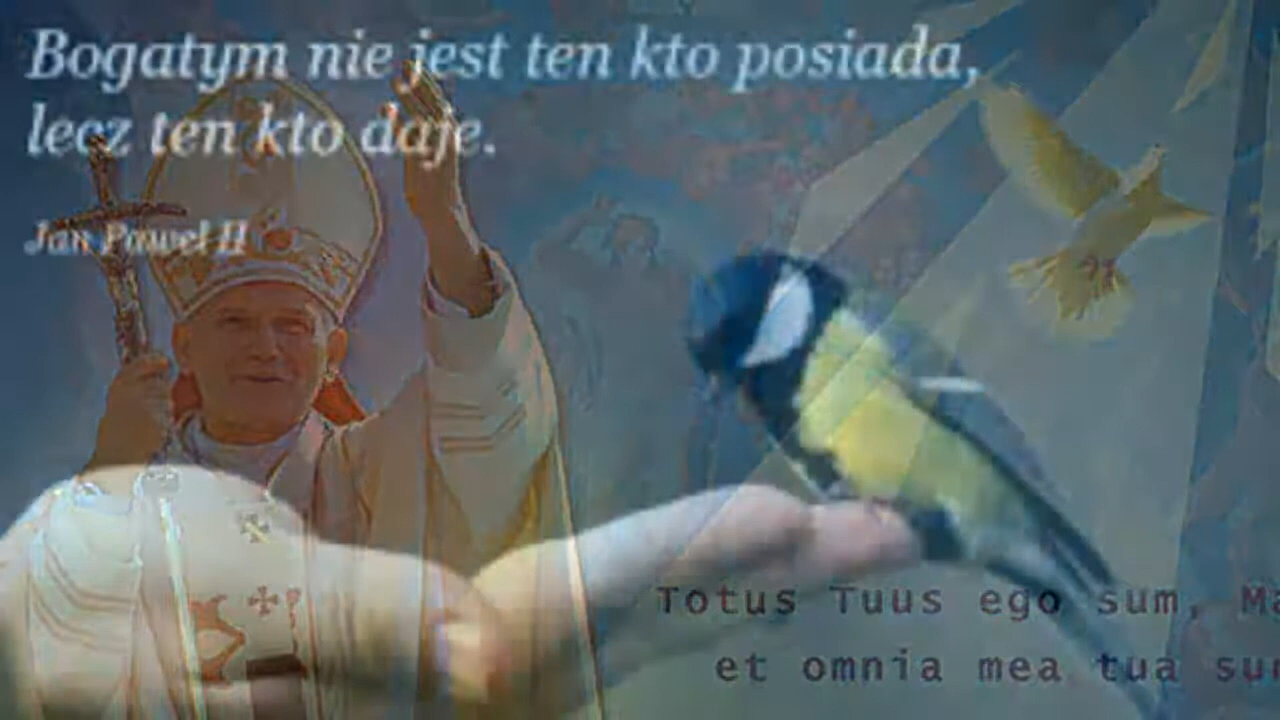 Bogatym nie jest ten kto posiada,
lecz ten kto daje.
Jan Paweł II
Totus Tuus ego sum,
et omnia mea tua